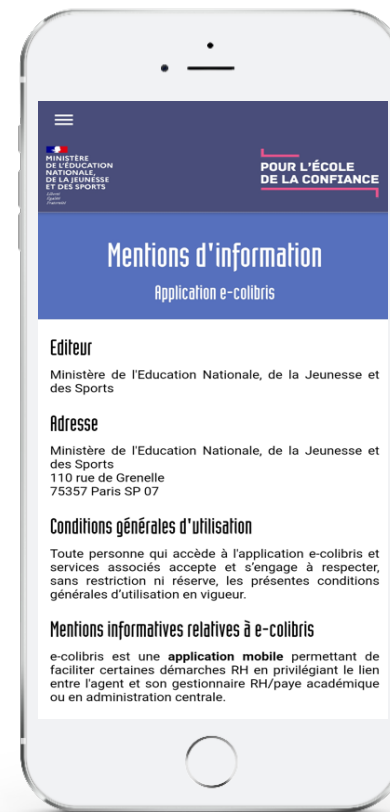 MINISTÈRE
DE L'ÉDUCATION
NATIONALE,
DE LA JEUNESSE
ET DES SPORTS
Liberté
Égalité
Fraternité
POUR L'ÉCOLE
DE LA CONFIANCE
Mentions d'information
Application e-colibris
Editeur
Ministère de l'Education Nationale, de la Jeunesse et
des Sports
Adresse
Ministère de l'Education Nationale, de la Jeunesse et
des Sports
110 rue de Grenelle
75357 Paris SP 07
Conditions générales d'utilisation
Toute personne qui accède à l'application e-colibris et
services associés accepte et s’engage à respecter,
sans restriction ni réserve, les présentes conditions
générales d’utilisation en vigueur.
Mentions informatives relatives à e-colibris
e-colibris est une application mobile permettant de
faciliter certaines démarches RH en privilégiant le lien
entre l'agent et son gestionnaire RH/paye académique
ou en administration centrale.